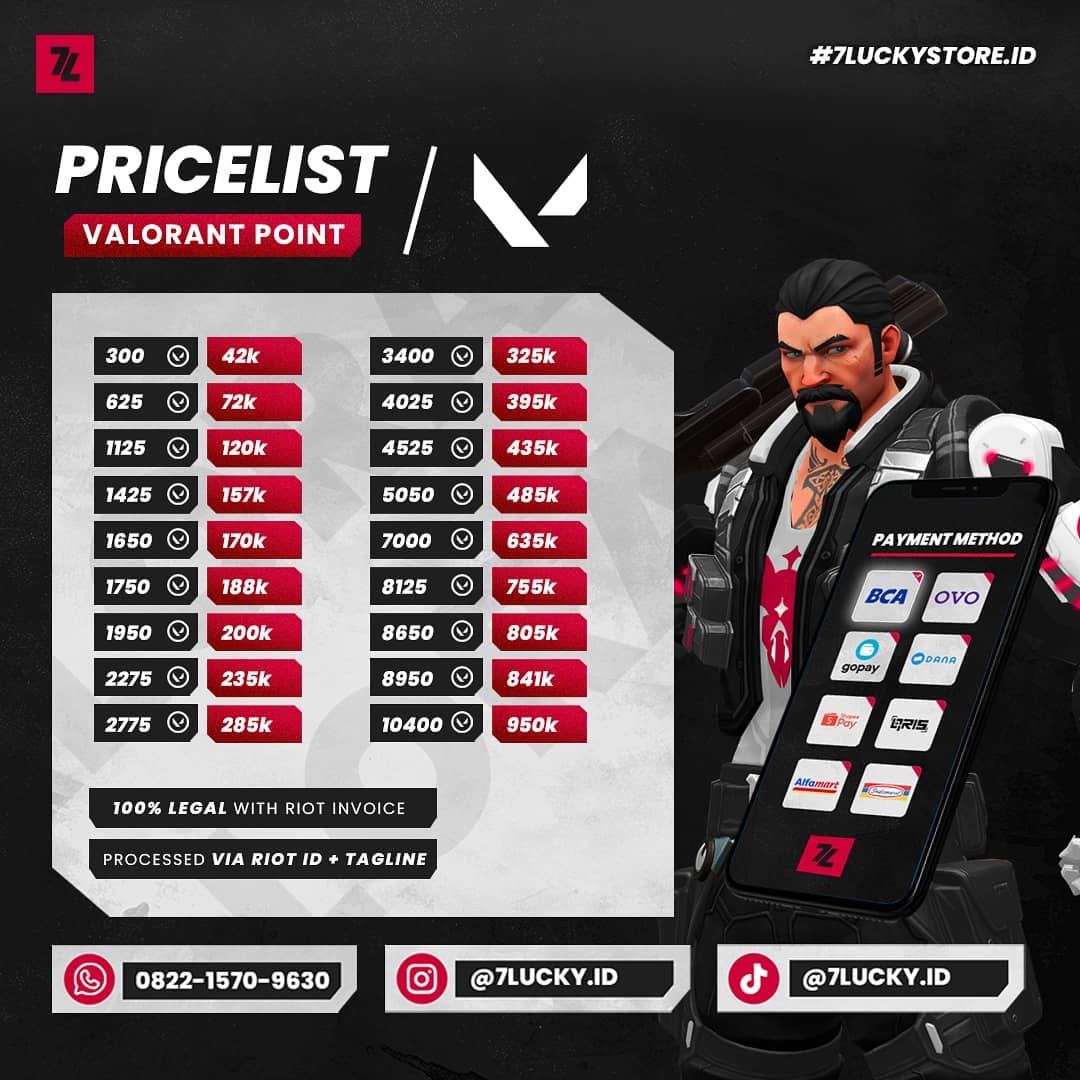 7L
#7LUCKYSTORE.ID
PRICELIST
VALORANT POINT
300 42k
625 72k
1125 120k
1425 157k
1650 170k
1750 188k
1950 200k
2275 235k
2775 285k
3400 325k
4025 395k
4525 435k
5050 485k
7000 635k
8125 755k
8650 805k
8950 841k
10400 950k
100% LEGAL WITH RIOT INVOICE
PROCESSED VIA RIOT ID + TAGLINE
PAYMENT METHOD
BCA OVO
gopay DANA
Shopee Pay QRIS
Alfamart Indomaret
7L
0822-1570-9630
@7LUCKY.ID
@7LUCKY.ID